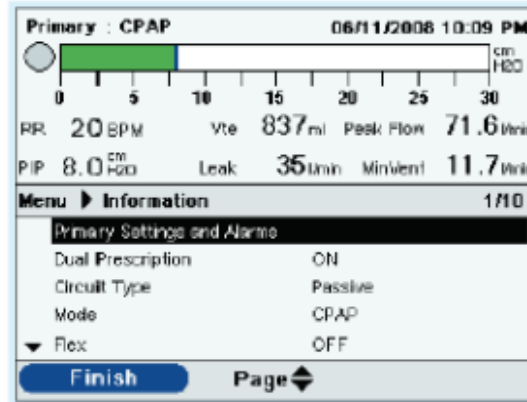 Primary : CPAP 06/11/2008 10:09 PM
cm H2O
0 5 10 15 20 25 30
RR 20 BPM Vte 837 ml Peak Flow 71.6 l/min
PIP 8.0 cm H2O Leak 35 l/min MinVent 11.7 l/min
Menu Information 1/10
Primary Settings and Alarms
Dual Prescription ON
Circuit Type Passive
Mode CPAP
Flex OFF
Finish Page